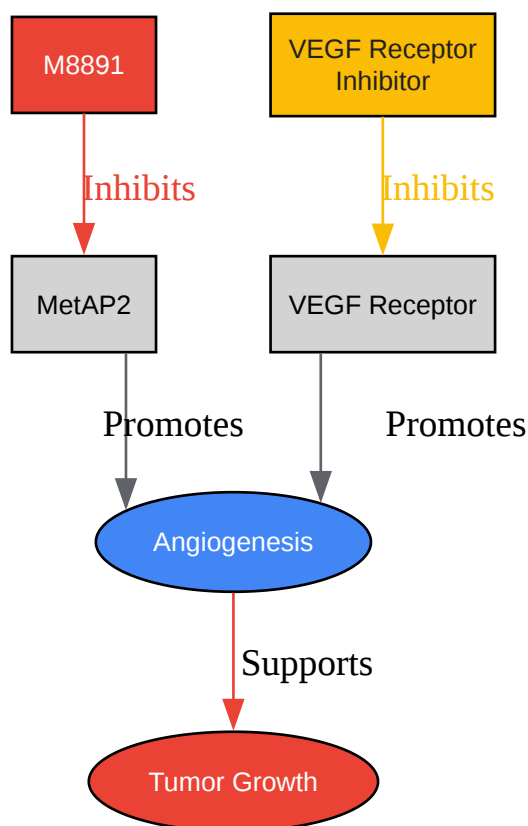 M8891
VEGF Receptor
Inhibitor
Inhibits
Inhibits
MetAP2
VEGF Receptor
Promotes
Promotes
Angiogenesis
Supports
Tumor Growth